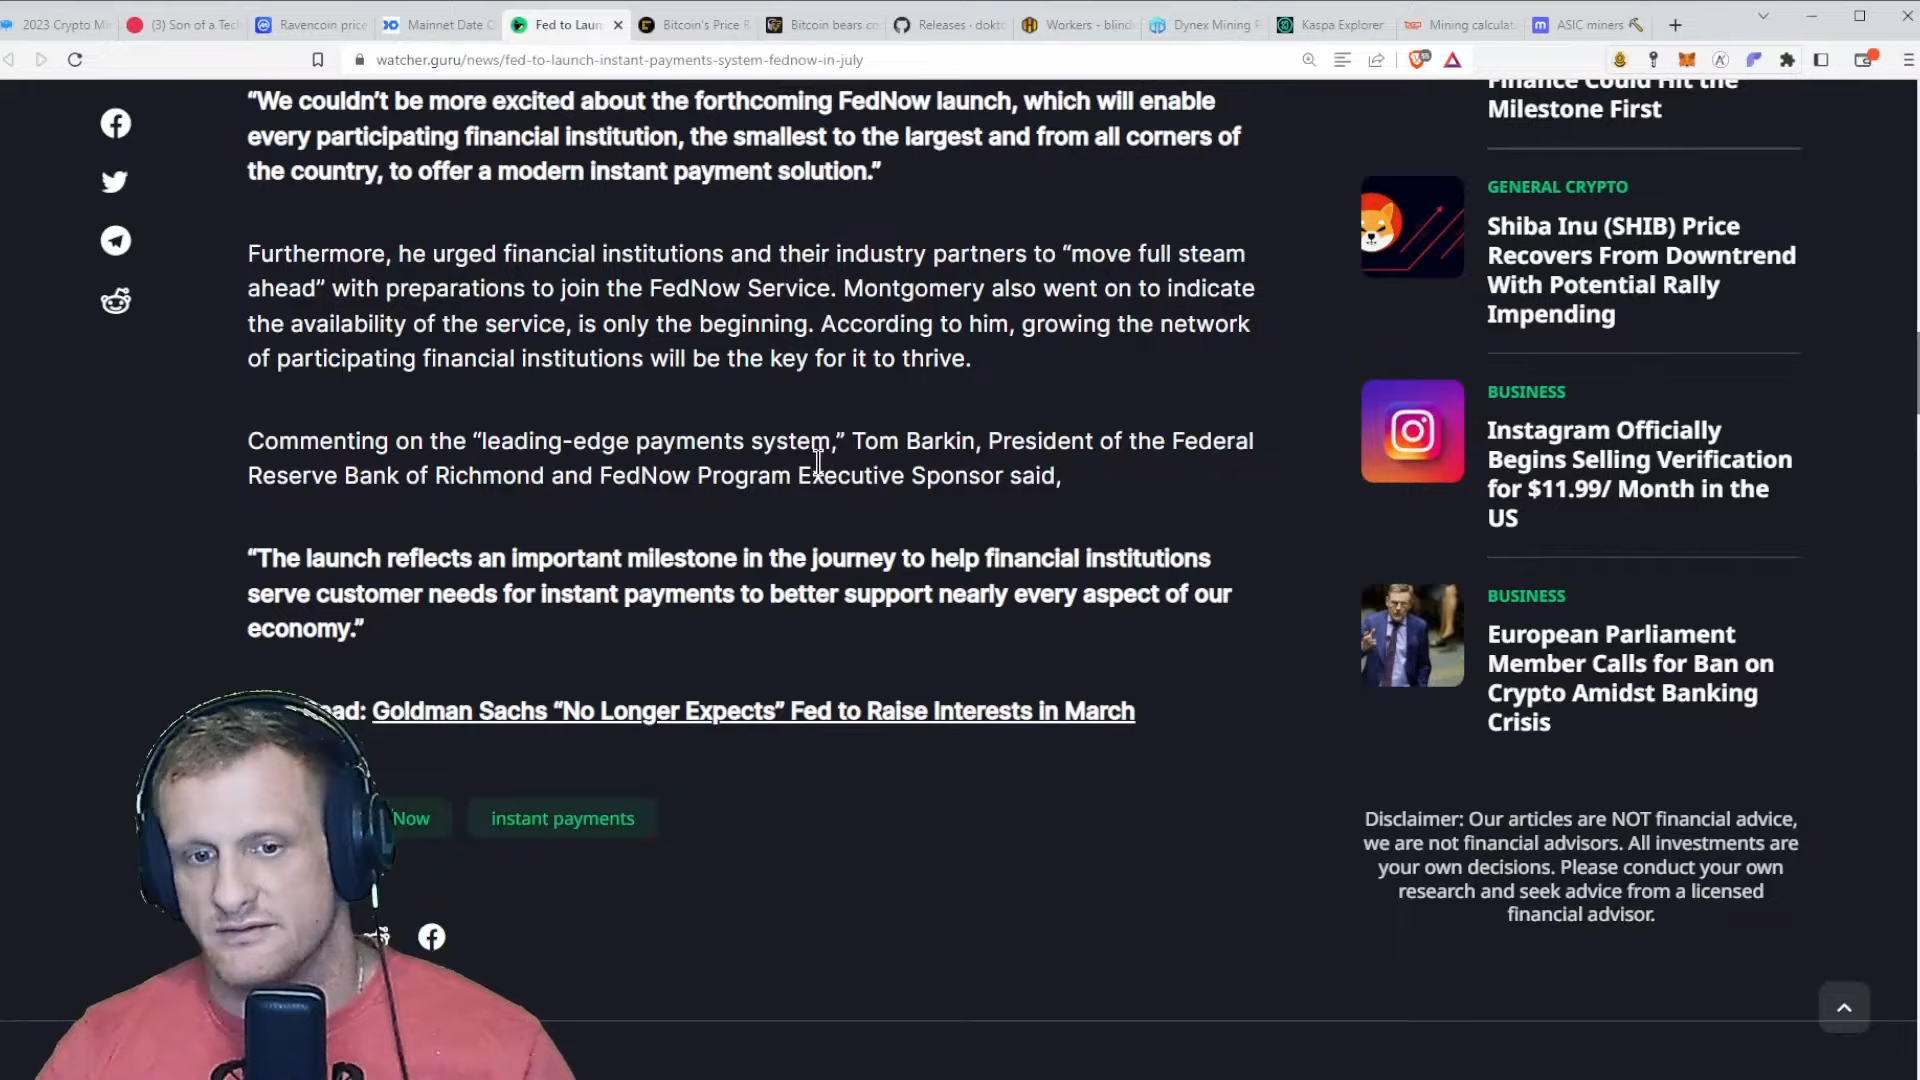 2023 Crypto Mi
(3) Son of a Tec
Ravencoin price
Mainnet Date C
Fed to Laun
Bitcoin's Price R
Bitcoin bears co
Releases · dokt
Workers - blind
Dynex Mining P
Kaspa Explorer
Mining calculat
ASIC miners
watcher.guru/news/fed-to-launch-instant-payments-system-fednow-in-july
“We couldn’t be more excited about the forthcoming FedNow launch, which will enable
every participating financial institution, the smallest to the largest and from all corners of
the country, to offer a modern instant payment solution.”
Furthermore, he urged financial institutions and their industry partners to “move full steam
ahead” with preparations to join the FedNow Service. Montgomery also went on to indicate
the availability of the service, is only the beginning. According to him, growing the network
of participating financial institutions will be the key for it to thrive.
Commenting on the “leading-edge payments system,” Tom Barkin, President of the Federal
Reserve Bank of Richmond and FedNow Program Executive Sponsor said,
“The launch reflects an important milestone in the journey to help financial institutions
serve customer needs for instant payments to better support nearly every aspect of our
economy.”
ead: Goldman Sachs “No Longer Expects” Fed to Raise Interests in March
Now
instant payments
Finance Could Hit the
Milestone First
GENERAL CRYPTO
Shiba Inu (SHIB) Price
Recovers From Downtrend
With Potential Rally
Impending
BUSINESS
Instagram Officially
Begins Selling Verification
for $11.99/ Month in the
US
BUSINESS
European Parliament
Member Calls for Ban on
Crypto Amidst Banking
Crisis
Disclaimer: Our articles are NOT financial advice,
we are not financial advisors. All investments are
your own decisions. Please conduct your own
research and seek advice from a licensed
financial advisor.